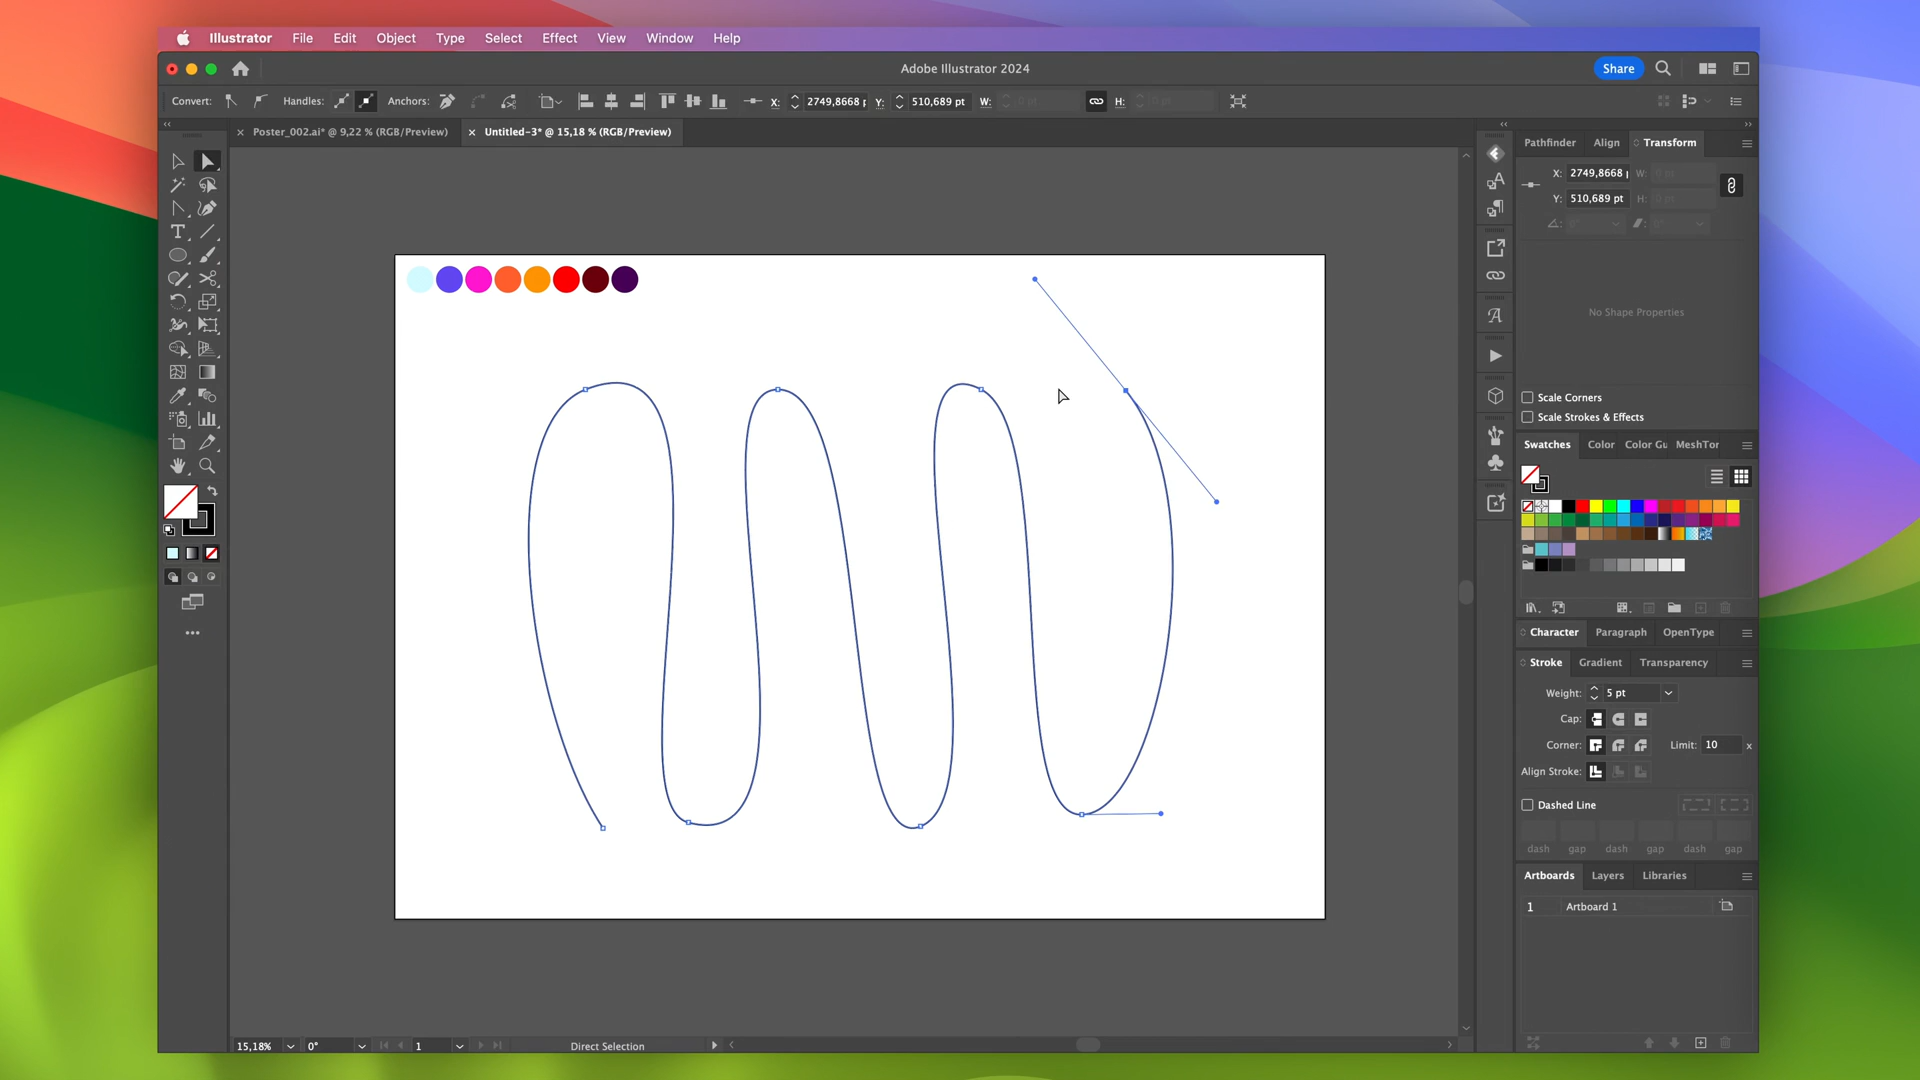 Illustrator File Edit Object Type Select Effect View Window Help
Adobe Illustrator 2024
Share
Convert: Handles: Anchors: X: 2749,8668 Y: 510,689 pt W: 0 pt H: 0 pt
Poster_002.ai* @ 9,22 % (RGB/Preview)
Untitled-3* @ 15,18 % (RGB/Preview)
Pathfinder Align Transform
X: 2749,8668 W:
Y: 510,689 pt H:
No Shape Properties
Scale Corners
Scale Strokes & Effects
Swatches Color Color Gu MeshTor
Character Paragraph OpenType
Stroke Gradient Transparency
Weight: 5 pt
Cap:
Corner: Limit: 10 x
Align Stroke:
Dashed Line
dash gap dash gap dash gap
Artboards Layers Libraries
1 Artboard 1
15,18% 0° 1 Direct Selection